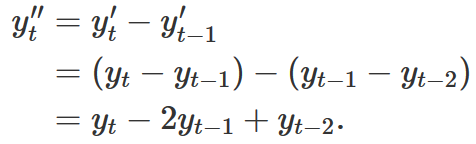 y''_t = y'_t − y'_{t−1}
= (y_t − y_{t−1}) − (y_{t−1} − y_{t−2})
= y_t − 2y_{t−1} + y_{t−2}.